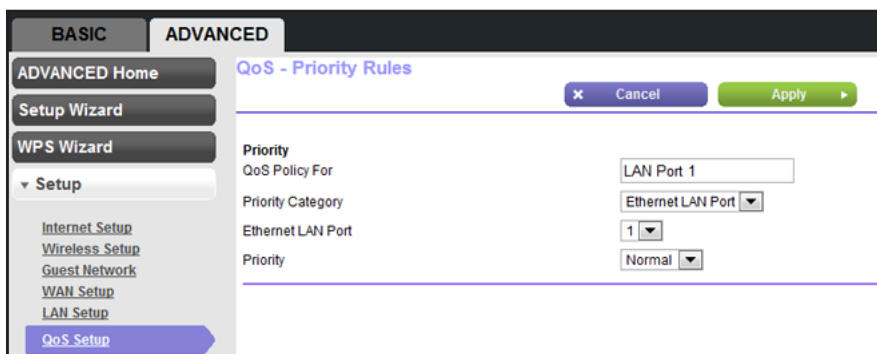 BASIC
ADVANCED
ADVANCED Home
Setup Wizard
WPS Wizard
Setup
Internet Setup
Wireless Setup
Guest Network
WAN Setup
LAN Setup
QoS Setup
QoS - Priority Rules
Cancel
Apply
Priority
QoS Policy For LAN Port 1
Priority Category Ethernet LAN Port
Ethernet LAN Port 1
Priority Normal